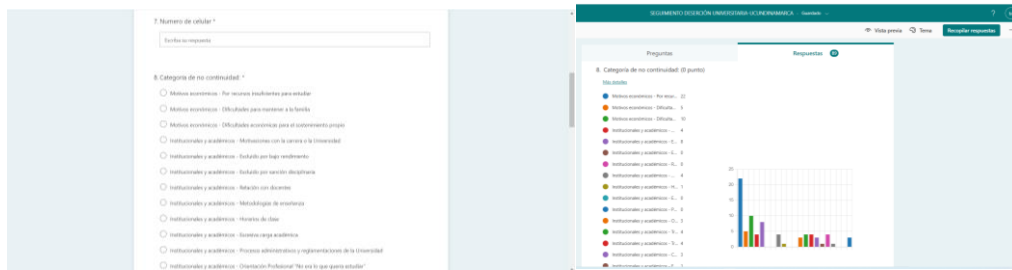 7. Numero de celular *
Escriba su respuesta
8. Categoria de no continuidad: *
Motivos económicos - Por recursos insuficientes para estudiar
Motivos económicos - Dificultades para mantener a la familia
Motivos económicos - Dificultades económicas para el sostenimiento propio
Institucionales y académicos - Motivaciones con la carrera o la Universidad
Institucionales y académicos - Excluido por bajo rendimiento
Institucionales y académicos - Excluido por sanción disciplinaria
Institucionales y académicos - Relación con docentes
Institucionales y académicos - Metodologías de enseñanza
Institucionales y académicos - Horarios de clase
Institucionales y académicos - Excesiva carga académica
Institucionales y académicos - Procesos administrativos y reglamentaciones de la Universidad
Institucionales y académicos - Orientación Profesional "No era lo que quería estudiar"
SEGUIMIENTO DESERCIÓN UNIVERSITARIA UCUNDINAMARCA - Guardado
?
Vista previa Tema Recopilar respuestas
Preguntas Respuestas
8. Categoria de no continuidad: (0 punto)
Más detalles
Motivos económicos - Por recur... 22
Motivos económicos - Dificulta... 5
Motivos económicos - Dificulta... 10
Institucionales y académicos - ... 4
Institucionales y académicos - E... 8
Institucionales y académicos - E... 0
Institucionales y académicos - R... 0
Institucionales y académicos - ... 4
Institucionales y académicos - H... 1
Institucionales y académicos - E... 0
Institucionales y académicos - P... 0
Institucionales y académicos - O... 3
Institucionales y académicos - 4
Institucionales y académicos - 4
Institucionales y académicos - C... 3
Institucionales y académicos
25
20
15
10
5
0